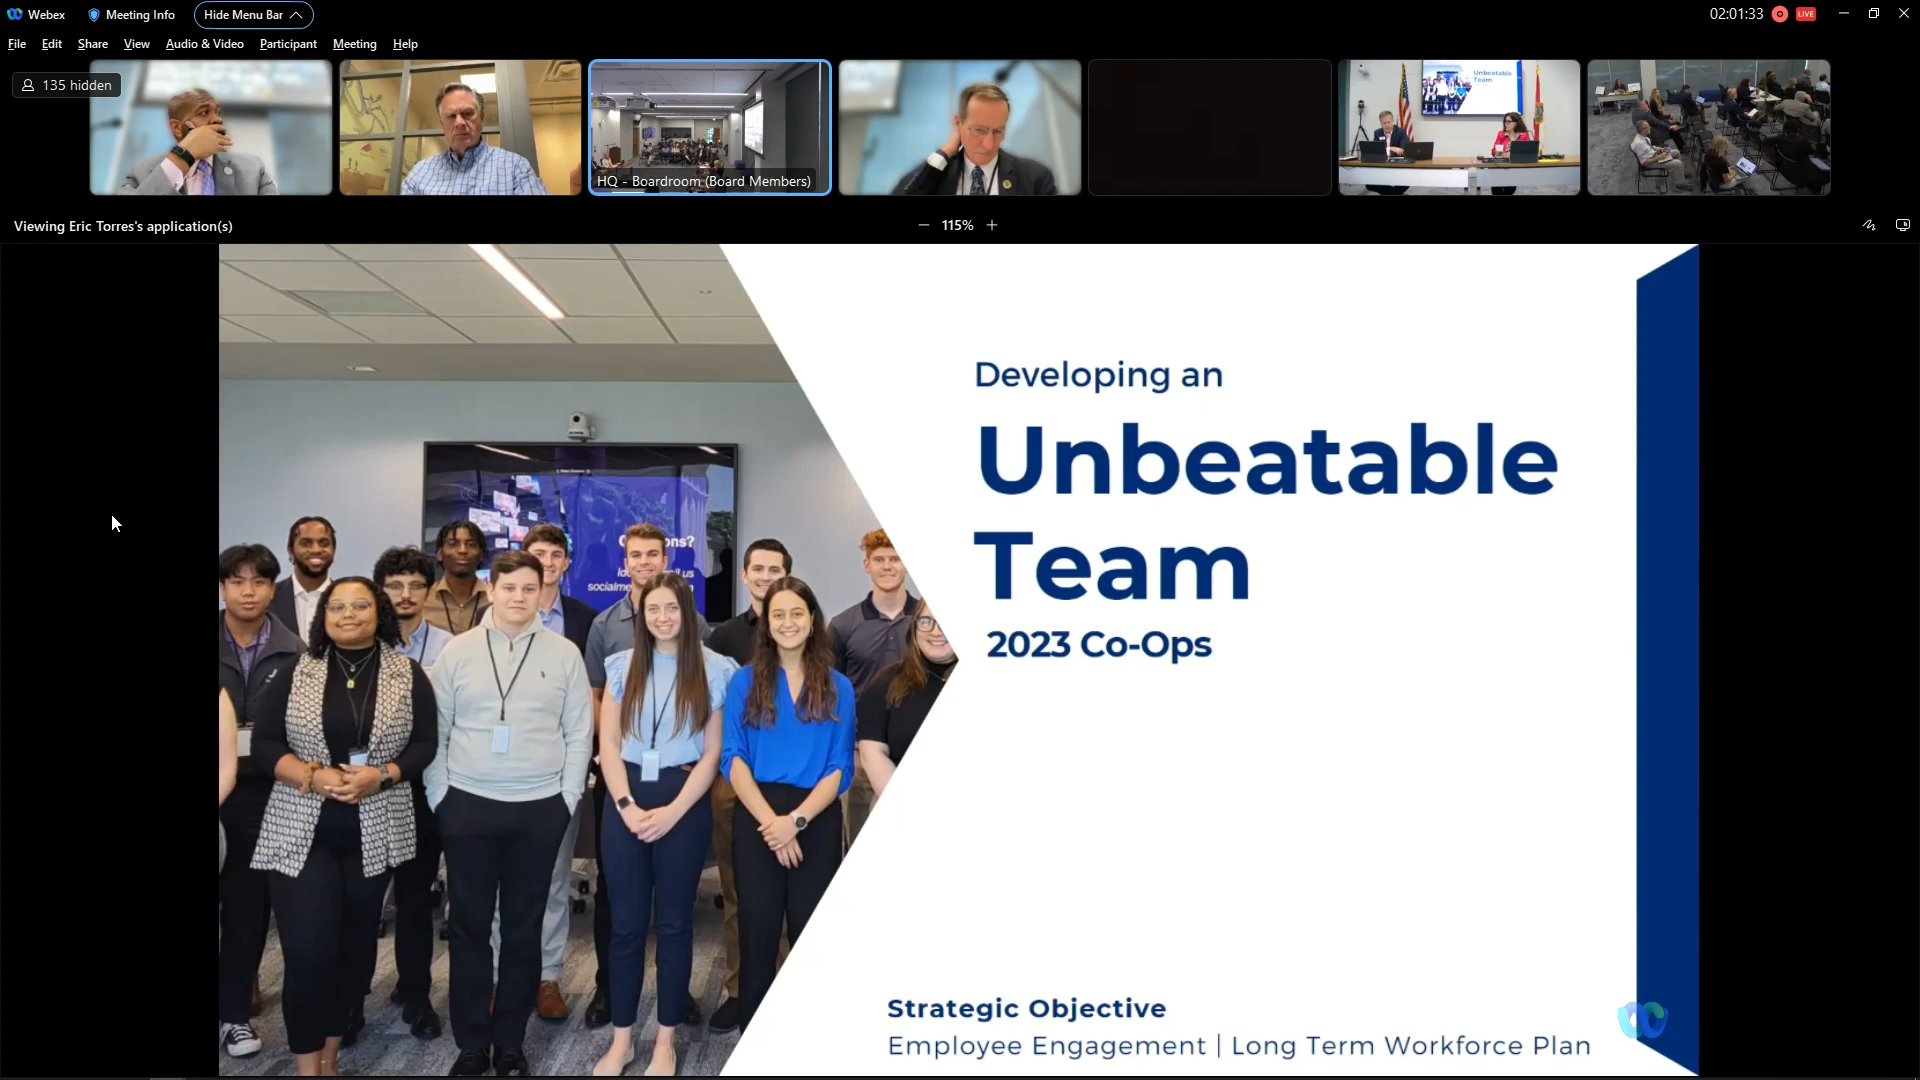 Webex
Meeting Info
Hide Menu Bar
02:01:33
LIVE
File
Edit
Share
View
Audio & Video
Participant
Meeting
Help
135 hidden
HQ - Boardroom (Board Members)
Unbeatable
Team
Viewing Eric Torres's application(s)
115%
Developing an
Unbeatable
Team
2023 Co-Ops
Strategic Objective
Employee Engagement | Long Term Workforce Plan